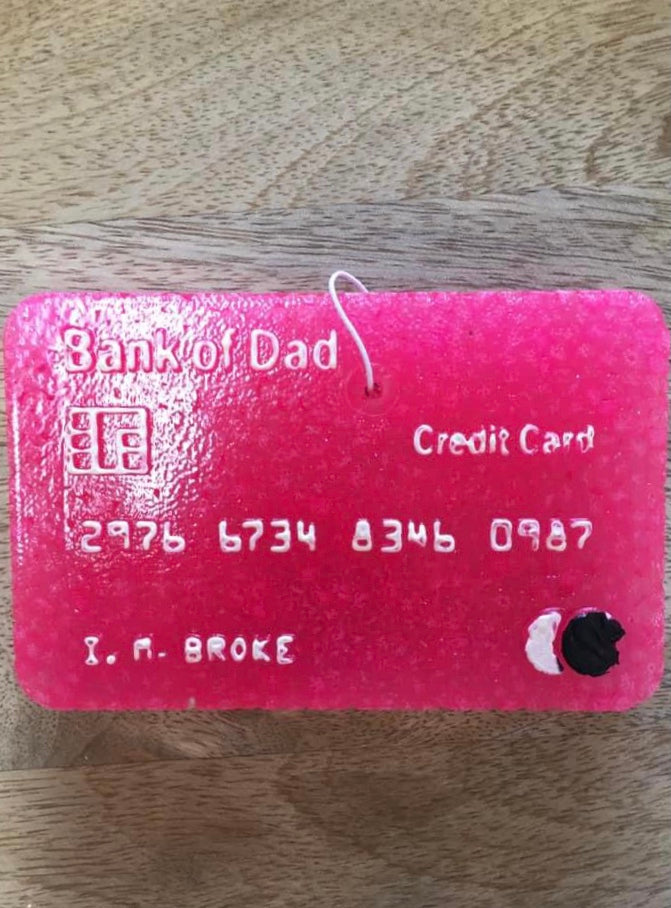 Bank of Dad
Credit Card
2976 6734 8346 0987
I. M. BROKE